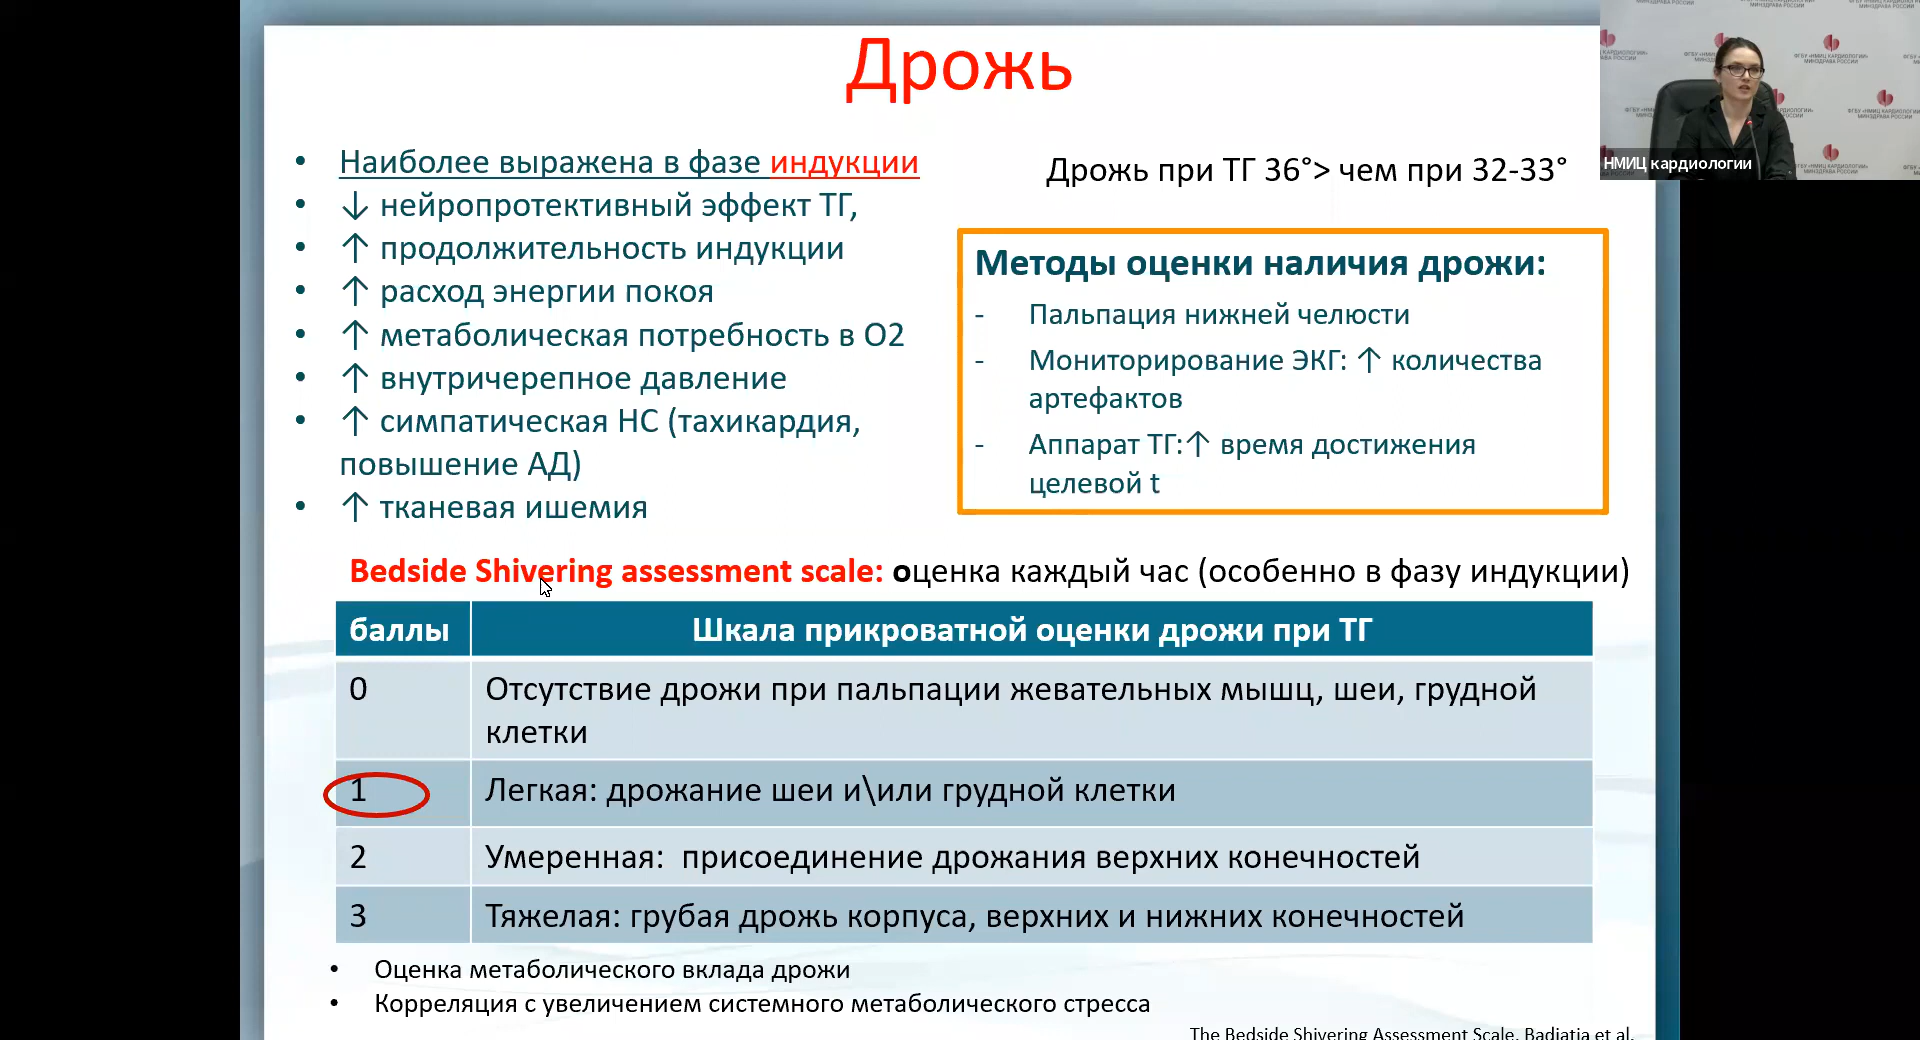 Дрожь
• Наиболее выражена в фазе индукции
• ↓ нейропротективный эффект ТГ,
• ↑ продолжительность индукции
• ↑ расход энергии покоя
• ↑ метаболическая потребность в О2
• ↑ внутричерепное давление
• ↑ симпатическая НС (тахикардия,
повышение АД)
• ↑ тканевая ишемия
Дрожь при ТГ 36°> чем при 32-33°
Методы оценки наличия дрожи:
- Пальпация нижней челюсти
- Мониторирование ЭКГ: ↑ количества
артефактов
- Аппарат ТГ:↑ время достижения
целевой t
Bedside Shivering assessment scale: оценка каждый час (особенно в фазу индукции)
баллы Шкала прикроватной оценки дрожи при ТГ
0 Отсутствие дрожи при пальпации жевательных мышц, шеи, грудной
клетки
1 Легкая: дрожание шеи и\или грудной клетки
2 Умеренная: присоединение дрожания верхних конечностей
3 Тяжелая: грубая дрожь корпуса, верхних и нижних конечностей
• Оценка метаболического вклада дрожи
• Корреляция с увеличением системного метаболического стресса
The Bedside Shivering Assessment Scale. Badjatia et al.
НМИЦ кардиологии
ФГБУ «НМИЦ КАРДИОЛОГИИ»
МИНЗДРАВА РОССИИ